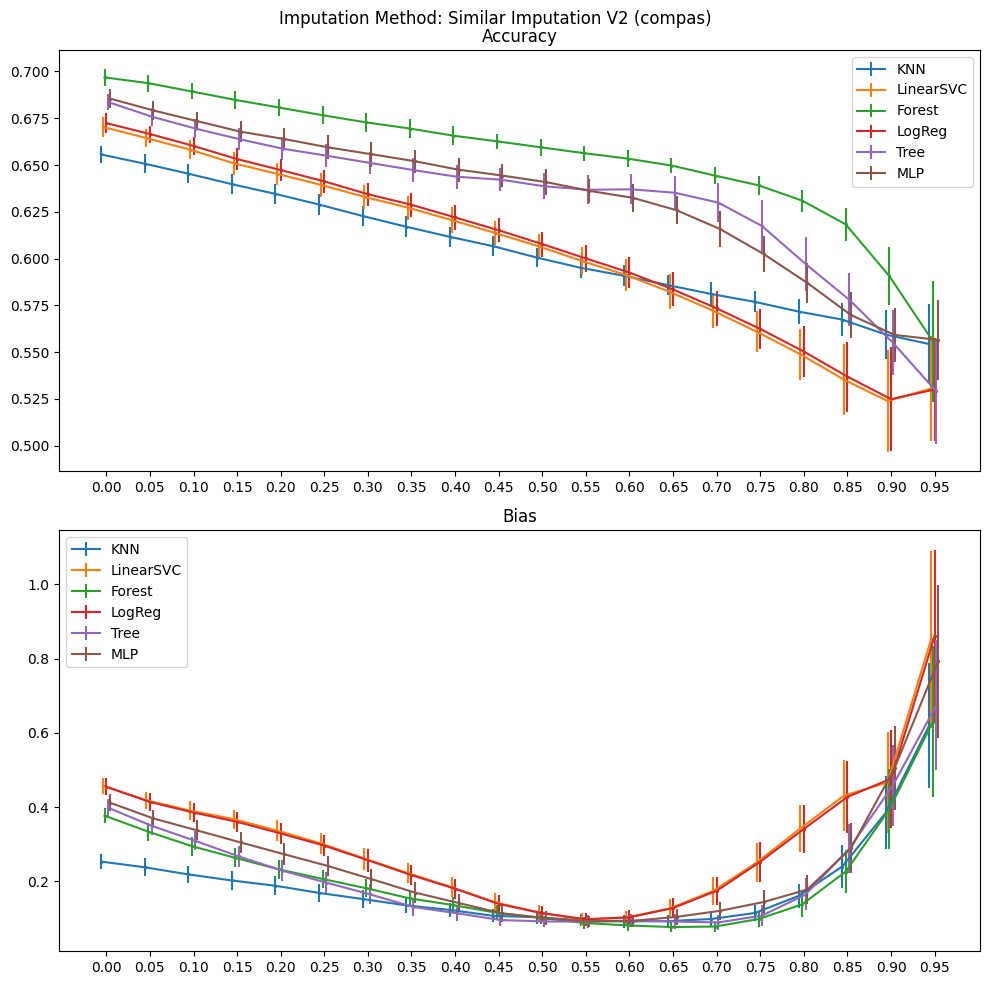 Imputation Method: Similar Imputation V2 (compas)
Accuracy
0.700
0.675
0.650
0.625
0.600
0.575
0.550
0.525
0.500
KNN
LinearSVC
Forest
LogReg
Tree
MLP
0.00 0.05 0.10 0.15 0.20 0.25 0.30 0.35 0.40 0.45 0.50 0.55 0.60 0.65 0.70 0.75 0.80 0.85 0.90 0.95
Bias
1.0
0.8
0.6
0.4
0.2
KNN
LinearSVC
Forest
LogReg
Tree
MLP
0.00 0.05 0.10 0.15 0.20 0.25 0.30 0.35 0.40 0.45 0.50 0.55 0.60 0.65 0.70 0.75 0.80 0.85 0.90 0.95